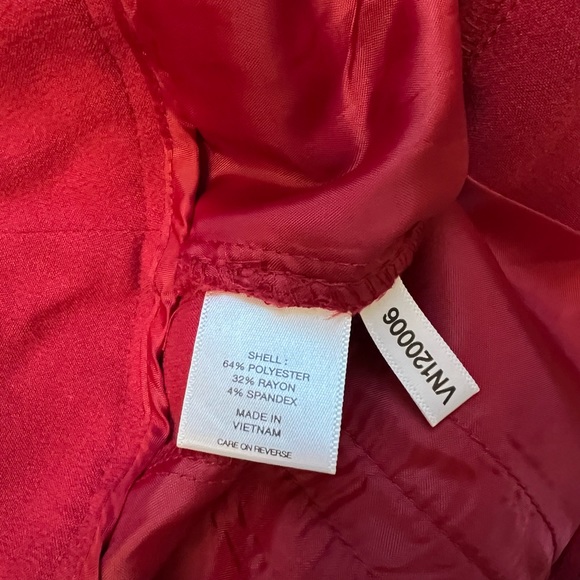 SHELL :
64% POLYESTER
32% RAYON
4% SPANDEX
MADE IN
VIETNAM
CARE ON REVERSE
VN120006